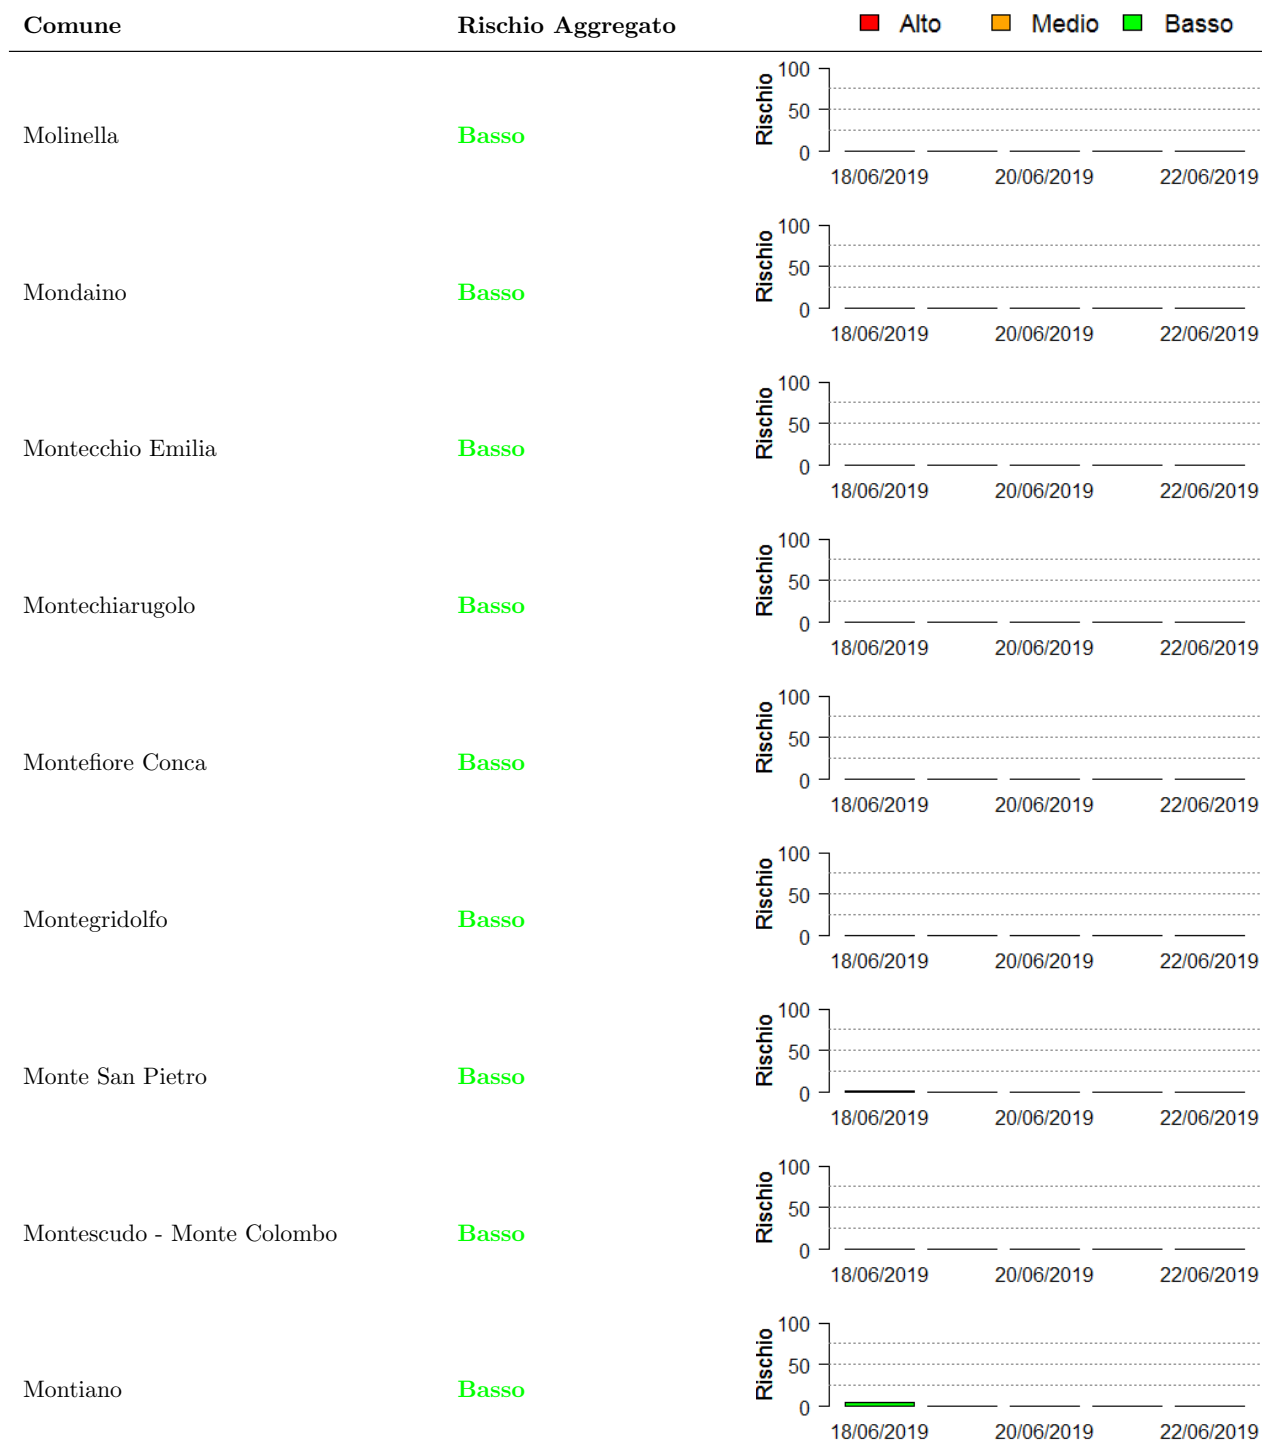 Comune Rischio Aggregato Alto Medio Basso
100
Rischio
50
Molinella Basso
0
18/06/2019 20/06/2019 22/06/2019
100
Rischio
50
Mondaino Basso
0
18/06/2019 20/06/2019 22/06/2019
100
Rischio
50
Montecchio Emilia Basso
0
18/06/2019 20/06/2019 22/06/2019
100
Rischio
50
Montechiarugolo Basso
0
18/06/2019 20/06/2019 22/06/2019
100
Rischio
50
Montefiore Conca Basso
0
18/06/2019 20/06/2019 22/06/2019
100
Rischio
50
Montegridolfo Basso
0
18/06/2019 20/06/2019 22/06/2019
100
Rischio
50
Monte San Pietro Basso
0
18/06/2019 20/06/2019 22/06/2019
100
Rischio
50
Montescudo - Monte Colombo Basso
0
18/06/2019 20/06/2019 22/06/2019
100
Rischio
50
Montiano Basso
0
18/06/2019 20/06/2019 22/06/2019